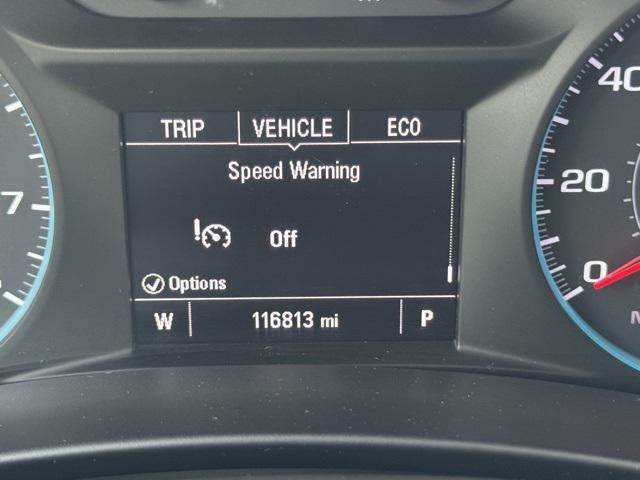 TRIP VEHICLE ECO
Speed Warning
Off
Options
W 116813 mi P
7
40
20
0